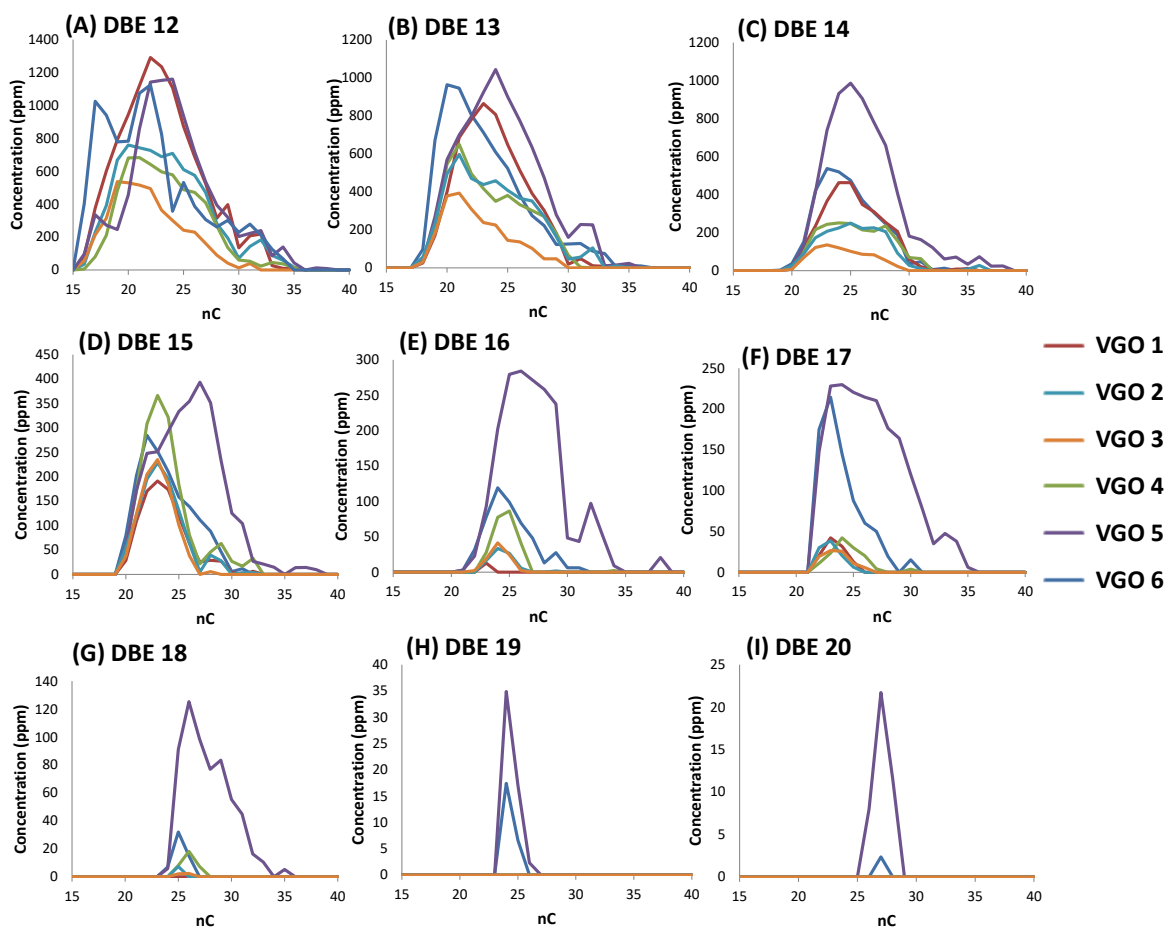 (A) DBE 12
Concentration (ppm)
1400
1200
1000
800
600
400
200
0
15 20 25 30 35 40
nC
(B) DBE 13
Concentration (ppm)
1200
1000
800
600
400
200
0
15 20 25 30 35 40
nC
(C) DBE 14
Concentration (ppm)
1200
1000
800
600
400
200
0
15 20 25 30 35 40
nC
(D) DBE 15
Concentration (ppm)
450
400
350
300
250
200
150
100
50
0
15 20 25 30 35 40
nC
(E) DBE 16
Concentration (ppm)
300
250
200
150
100
50
0
15 20 25 30 35 40
nC
(F) DBE 17
Concentration (ppm)
250
200
150
100
50
0
15 20 25 30 35 40
nC
VGO 1
VGO 2
VGO 3
VGO 4
VGO 5
VGO 6
(G) DBE 18
Concentration (ppm)
140
120
100
80
60
40
20
0
15 20 25 30 35 40
nC
(H) DBE 19
Concentration (ppm)
40
35
30
25
20
15
10
5
0
15 20 25 30 35 40
nC
(I) DBE 20
Concentration (ppm)
25
20
15
10
5
0
15 20 25 30 35 40
nC